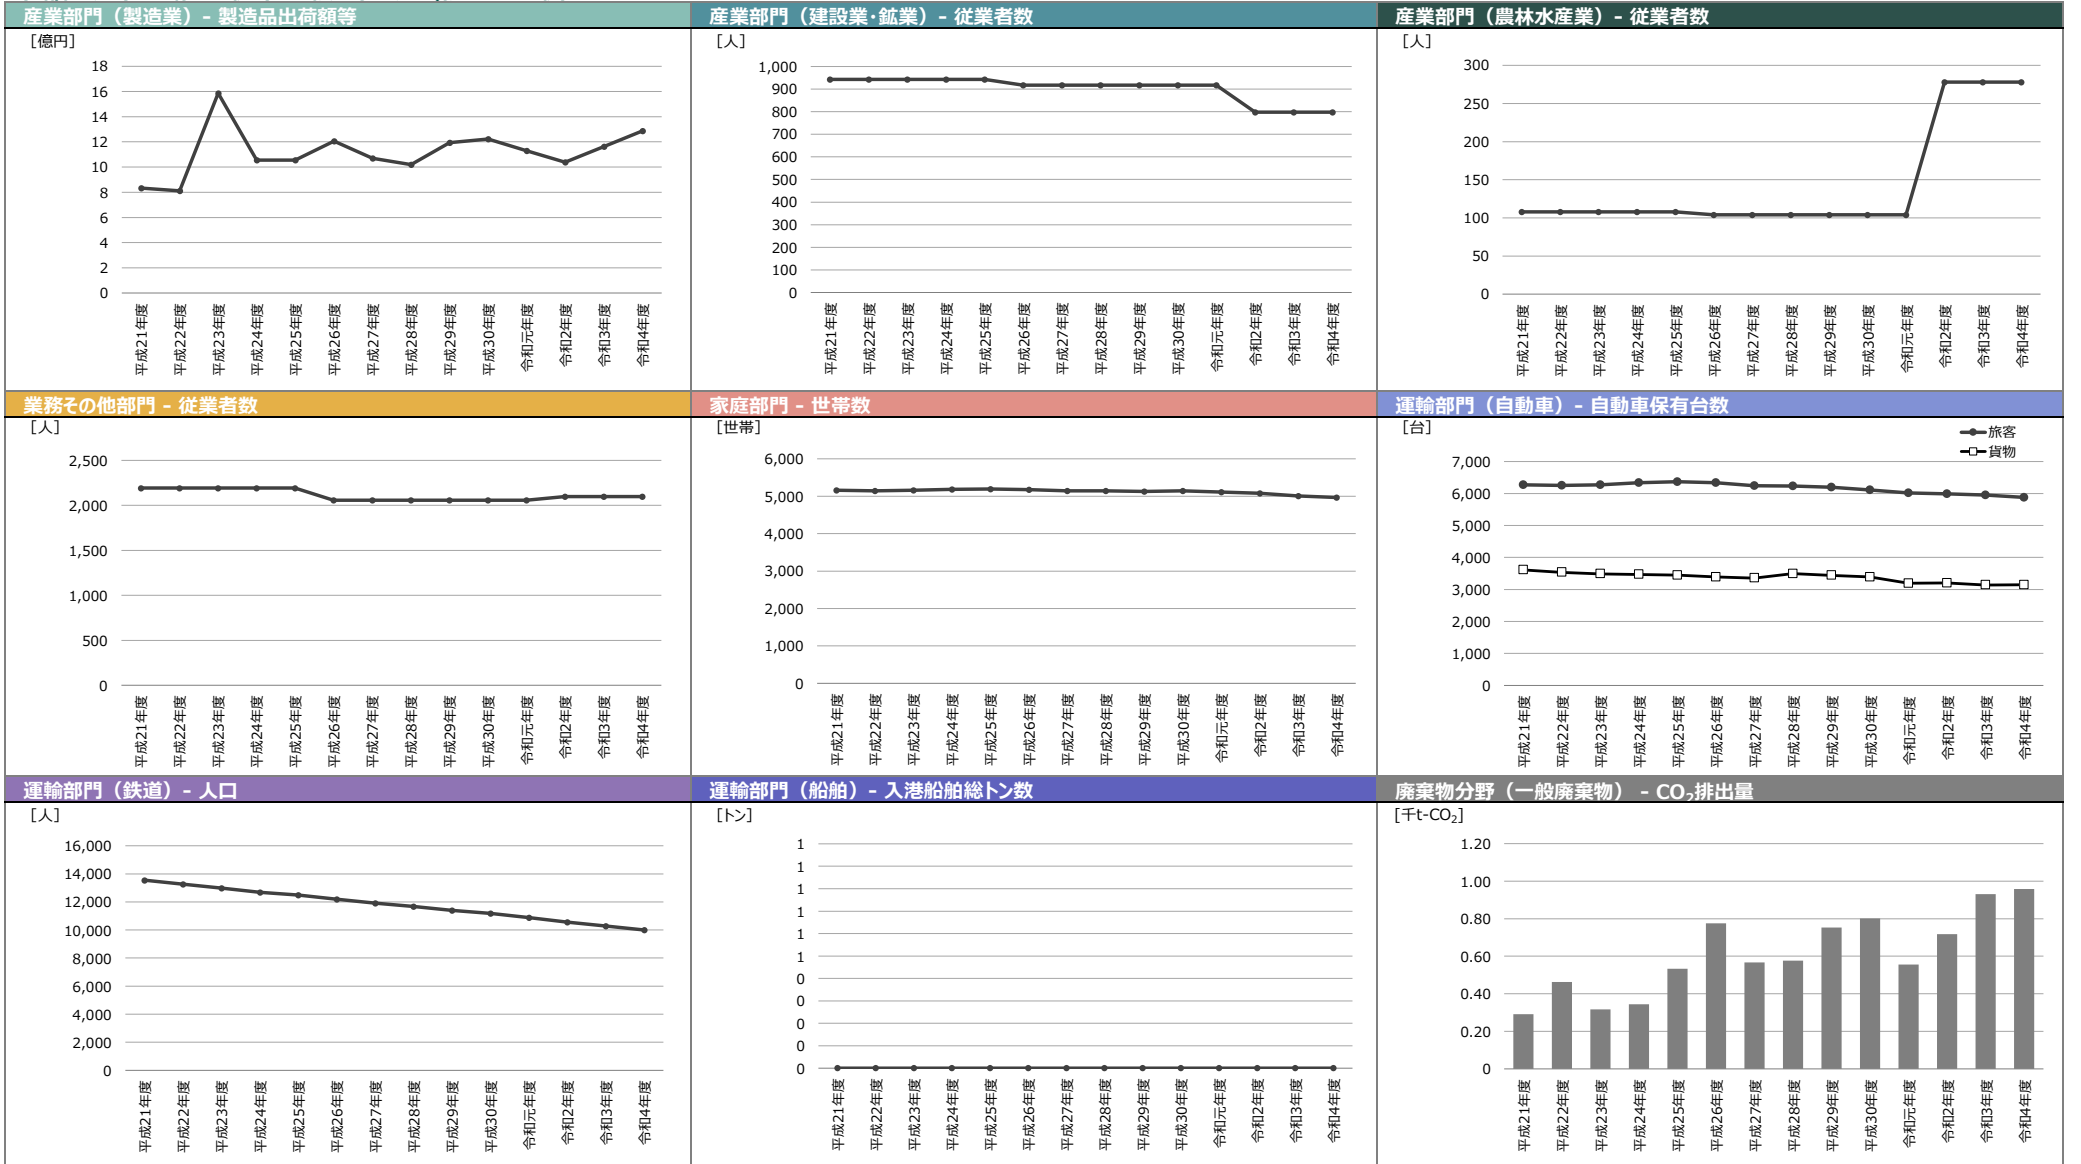 産業部門（製造業）- 製造品出荷額等
[億円]
18
16
14
12
10
8
6
4
2
0
平成21年度
平成22年度
平成23年度
平成24年度
平成25年度
平成26年度
平成27年度
平成28年度
平成29年度
平成30年度
令和元年度
令和2年度
令和3年度
令和4年度
産業部門（建設業・鉱業）- 従業者数
[人]
1,000
900
800
700
600
500
400
300
200
100
0
平成21年度
平成22年度
平成23年度
平成24年度
平成25年度
平成26年度
平成27年度
平成28年度
平成29年度
平成30年度
令和元年度
令和2年度
令和3年度
令和4年度
産業部門（農林水産業）- 従業者数
[人]
300
250
200
150
100
50
0
平成21年度
平成22年度
平成23年度
平成24年度
平成25年度
平成26年度
平成27年度
平成28年度
平成29年度
平成30年度
令和元年度
令和2年度
令和3年度
令和4年度
業務その他部門 - 従業者数
[人]
2,500
2,000
1,500
1,000
500
0
平成21年度
平成22年度
平成23年度
平成24年度
平成25年度
平成26年度
平成27年度
平成28年度
平成29年度
平成30年度
令和元年度
令和2年度
令和3年度
令和4年度
家庭部門 - 世帯数
[世帯]
6,000
5,000
4,000
3,000
2,000
1,000
0
平成21年度
平成22年度
平成23年度
平成24年度
平成25年度
平成26年度
平成27年度
平成28年度
平成29年度
平成30年度
令和元年度
令和2年度
令和3年度
令和4年度
運輸部門（自動車）- 自動車保有台数
[台]
旅客
貨物
7,000
6,000
5,000
4,000
3,000
2,000
1,000
0
平成21年度
平成22年度
平成23年度
平成24年度
平成25年度
平成26年度
平成27年度
平成28年度
平成29年度
平成30年度
令和元年度
令和2年度
令和3年度
令和4年度
運輸部門（鉄道）- 人口
[人]
16,000
14,000
12,000
10,000
8,000
6,000
4,000
2,000
0
平成21年度
平成22年度
平成23年度
平成24年度
平成25年度
平成26年度
平成27年度
平成28年度
平成29年度
平成30年度
令和元年度
令和2年度
令和3年度
令和4年度
運輸部門（船舶）- 入港船舶総トン数
[トン]
1
1
1
1
1
1
0
0
0
0
0
平成21年度
平成22年度
平成23年度
平成24年度
平成25年度
平成26年度
平成27年度
平成28年度
平成29年度
平成30年度
令和元年度
令和2年度
令和3年度
令和4年度
廃棄物分野（一般廃棄物） - CO₂排出量
[千t-CO₂]
1.20
1.00
0.80
0.60
0.40
0.20
0
平成21年度
平成22年度
平成23年度
平成24年度
平成25年度
平成26年度
平成27年度
平成28年度
平成29年度
平成30年度
令和元年度
令和2年度
令和3年度
令和4年度